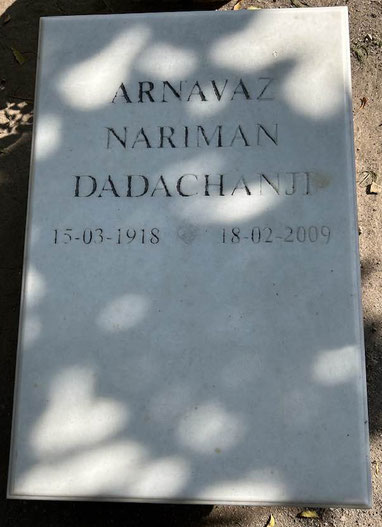 ARNAVAZ
NARIMAN
DADACHANJI
15-03-1918 18-02-2009